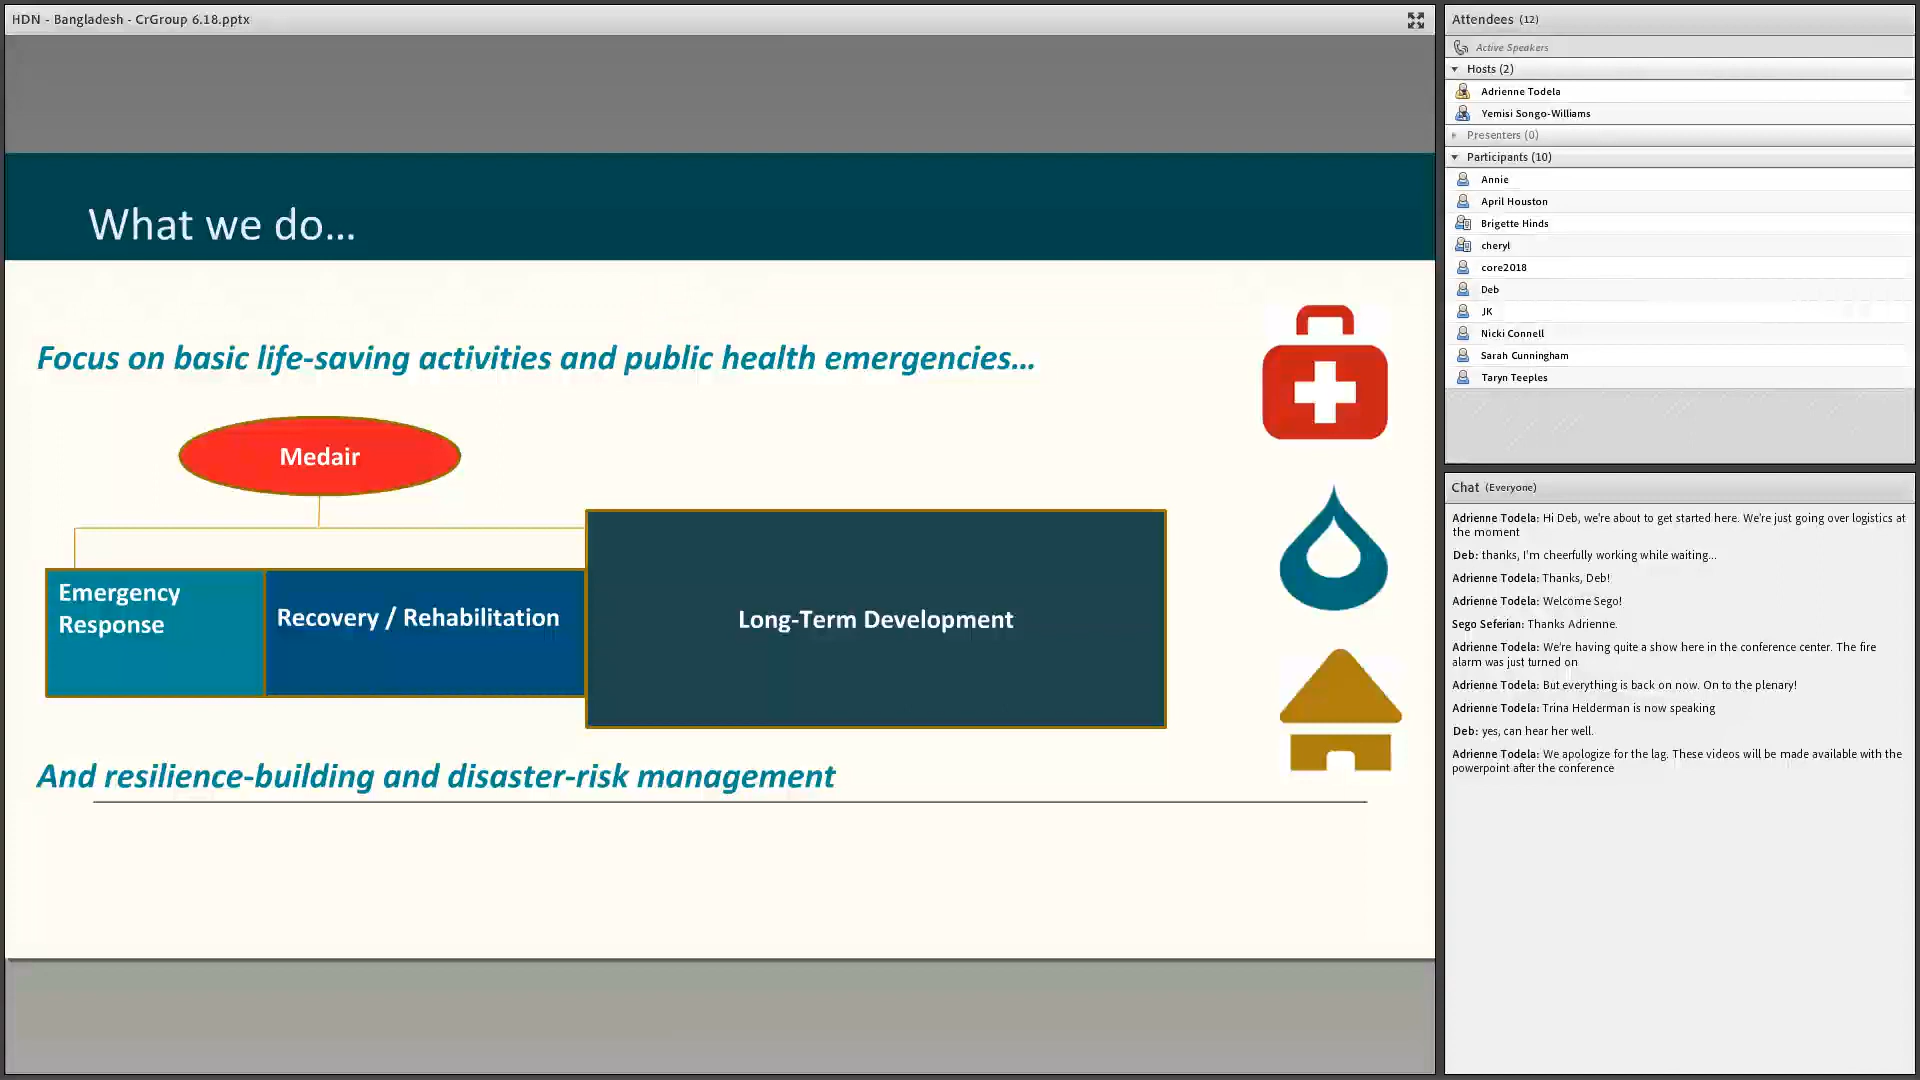 HDN - Bangladesh - CrGroup 6.18.pptx
What we do...
Focus on basic life-saving activities and public health emergencies...
Medair
Emergency
Response
Recovery / Rehabilitation
Long-Term Development
And resilience-building and disaster-risk management
Attendees (12)
Active Speakers
Hosts (2)
Adrienne Todela
Yemisi Songo-Williams
Presenters (0)
Participants (10)
Annie
April Houston
Brigette Hinds
cheryl
core2018
Deb
JK
Nicki Connell
Sarah Cunningham
Taryn Teeples
Chat (Everyone)
Adrienne Todela: Hi Deb, we're about to get started here. We're just going over logistics at
the moment
Deb: thanks, I'm cheerfully working while waiting...
Adrienne Todela: Thanks, Deb!
Adrienne Todela: Welcome Sego!
Sego Seferian: Thanks Adrienne.
Adrienne Todela: We're having quite a show here in the conference center. The fire
alarm was just turned on
Adrienne Todela: But everything is back on now. On to the plenary!
Adrienne Todela: Trina Helderman is now speaking
Deb: yes, can hear her well.
Adrienne Todela: We apologize for the lag. These videos will be made available with the
powerpoint after the conference